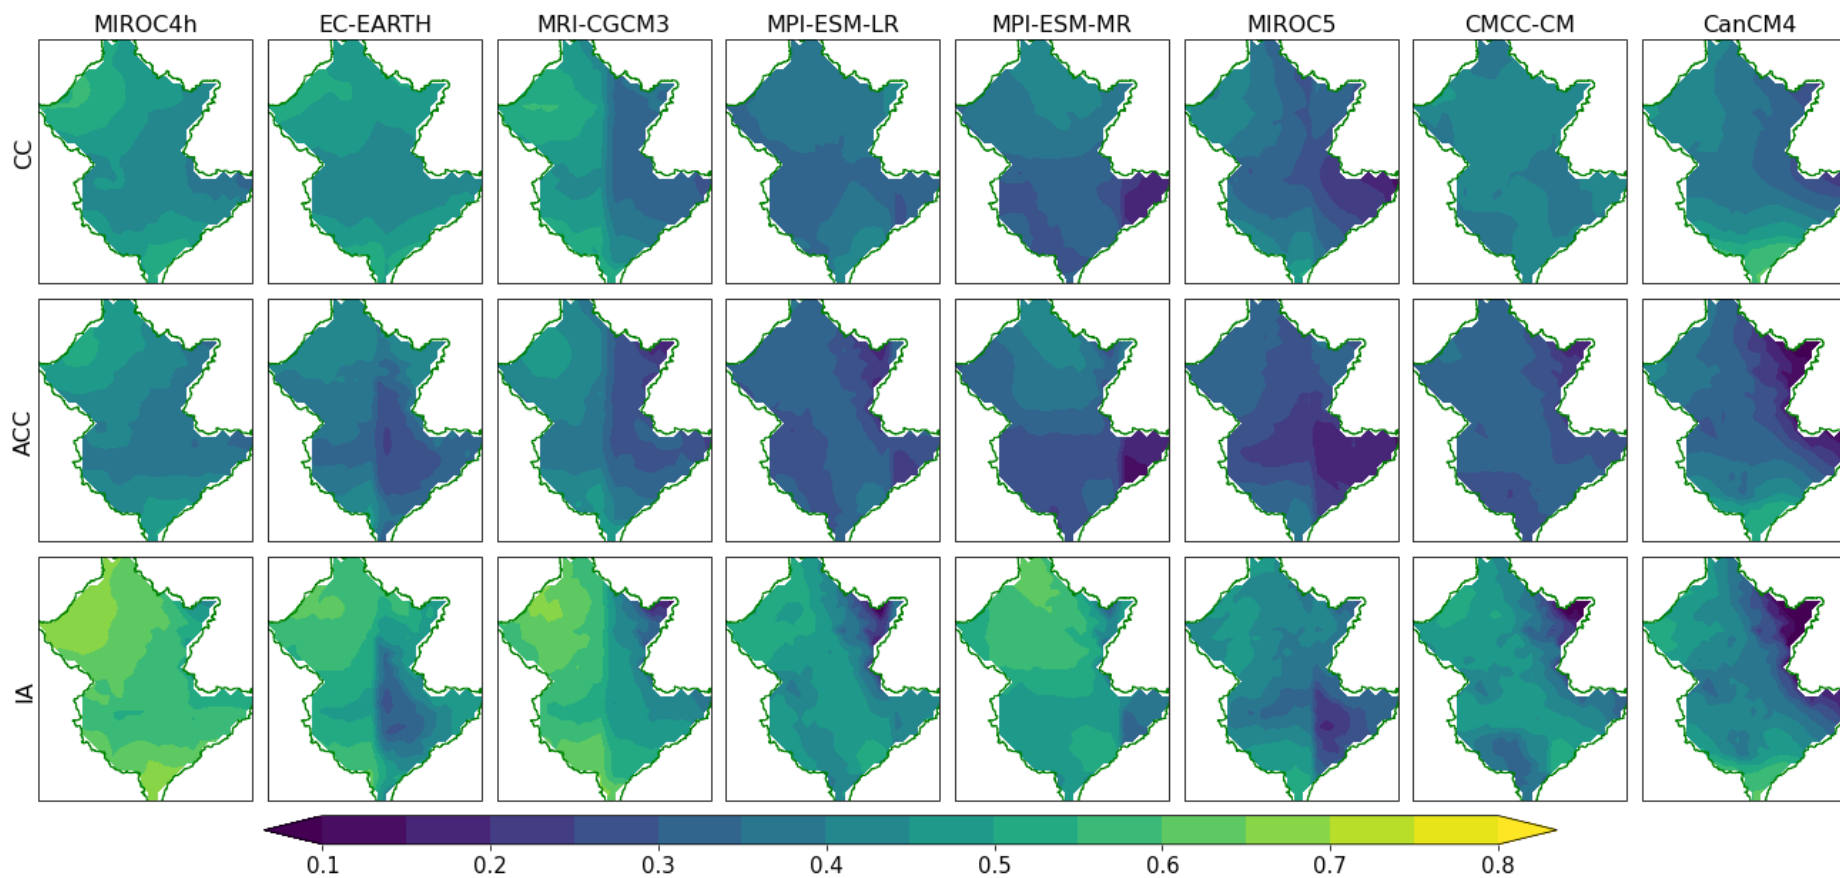 MIROC4h EC-EARTH MRI-CGCM3 MPI-ESM-LR MPI-ESM-MR MIROC5 CMCC-CM CanCM4
CC
ACC
IA
0.1 0.2 0.3 0.4 0.5 0.6 0.7 0.8